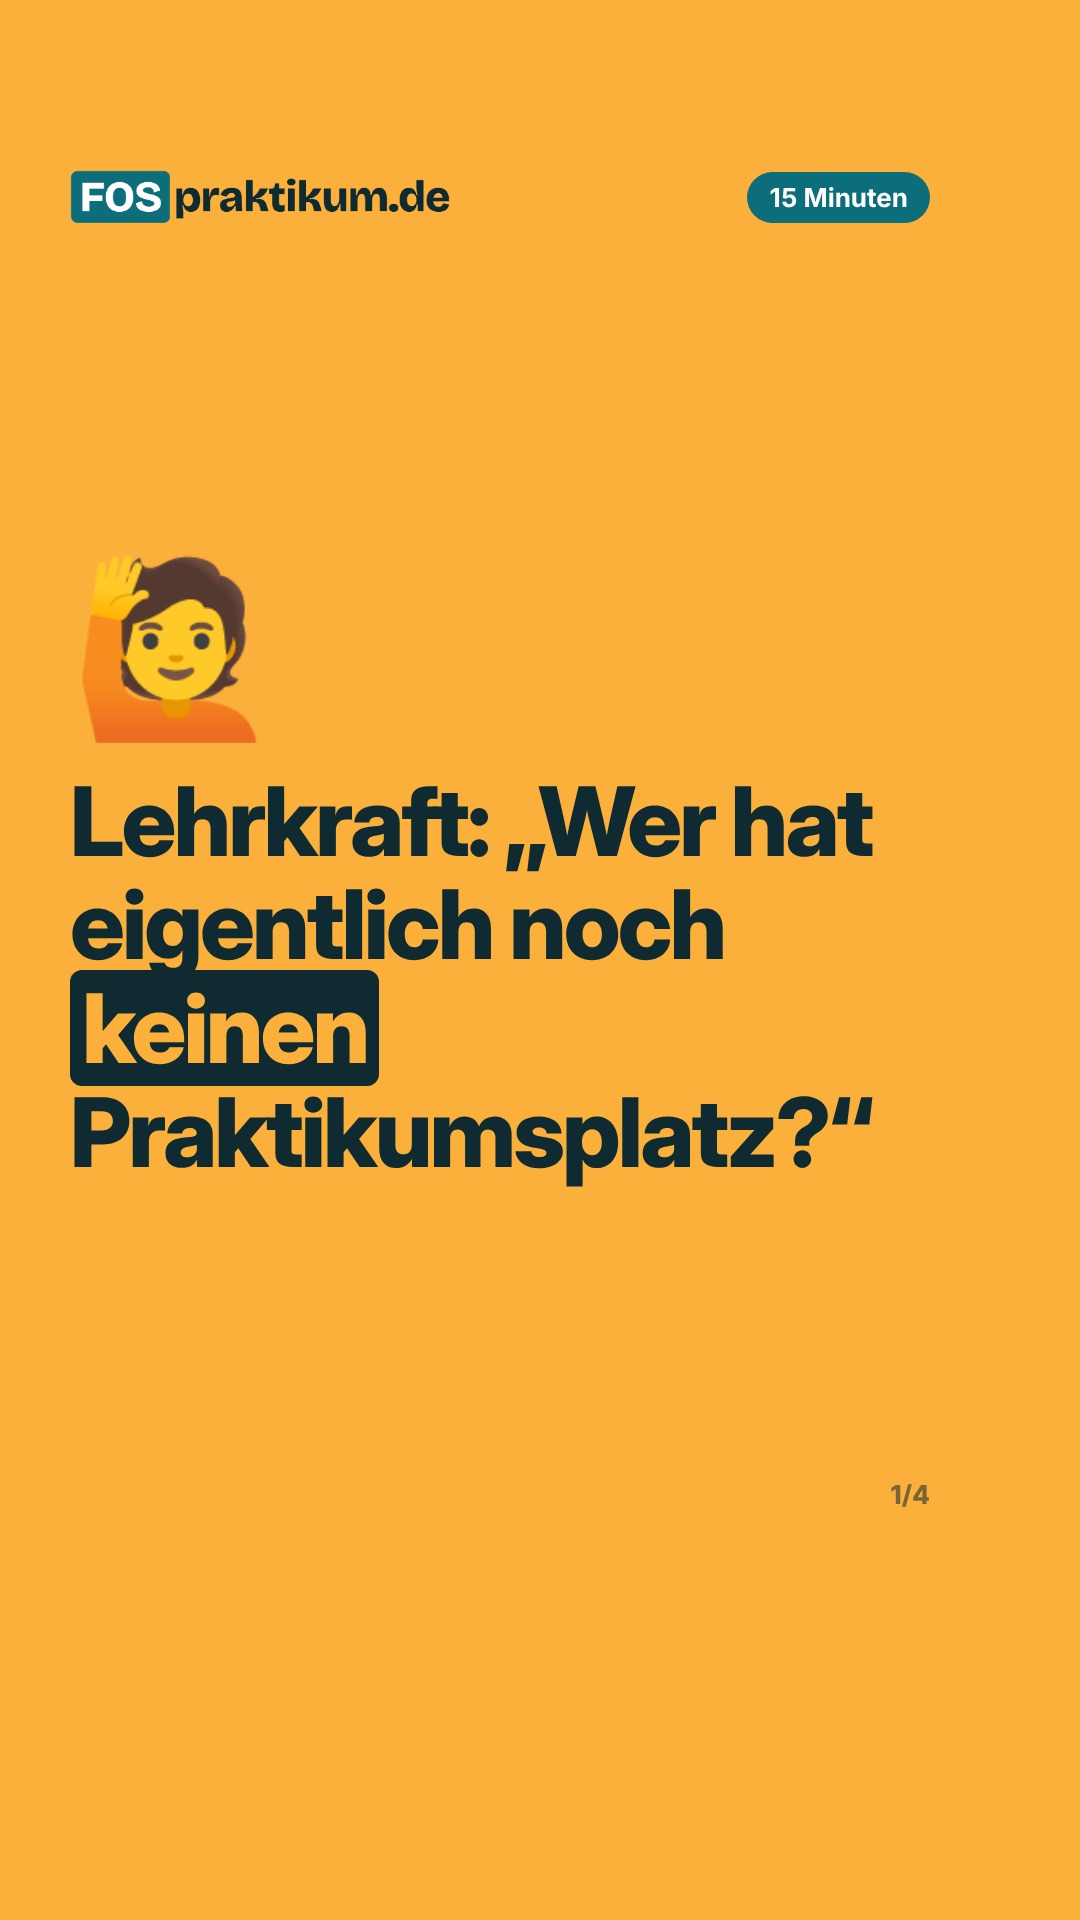 FOS praktikum.de
15 Minuten
Lehrkraft: „Wer hat
eigentlich noch
keinen
Praktikumsplatz?“
1/4